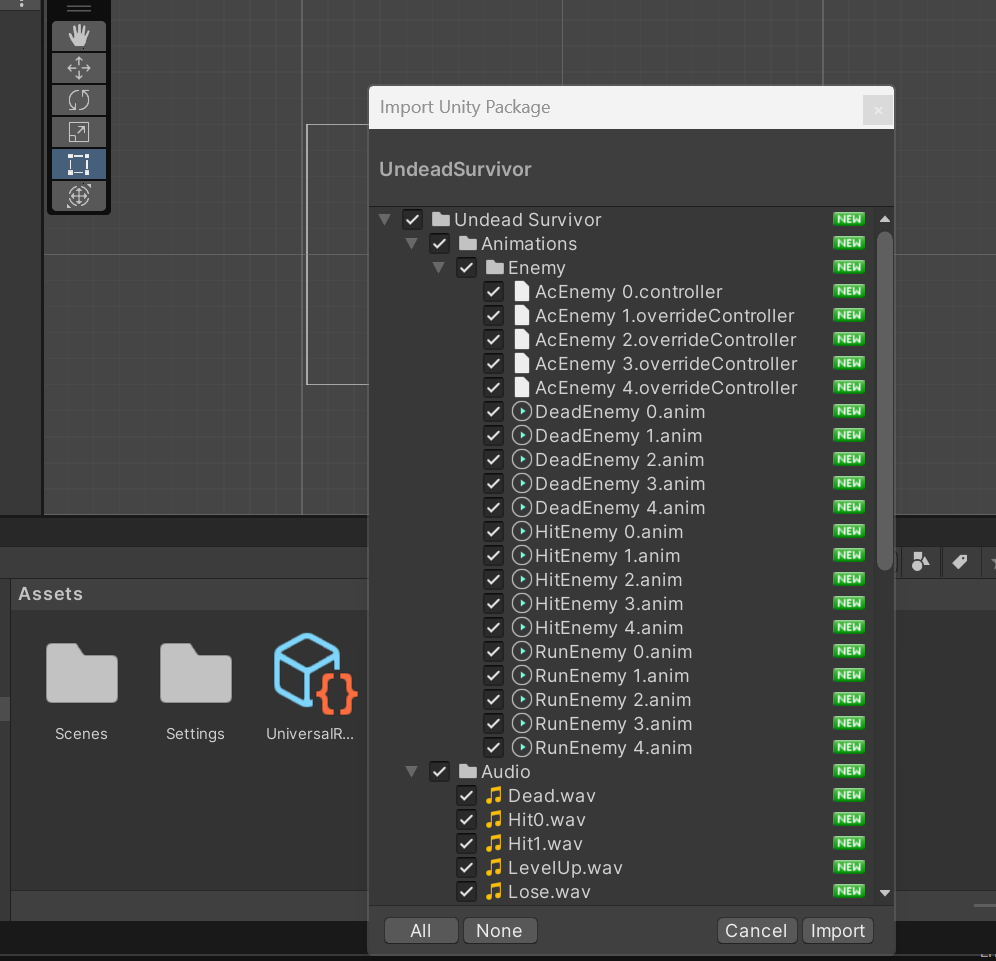 Import Unity Package
UndeadSurvivor
Undead Survivor NEW
Animations NEW
Enemy NEW
AcEnemy 0.controller NEW
AcEnemy 1.overrideController NEW
AcEnemy 2.overrideController NEW
AcEnemy 3.overrideController NEW
AcEnemy 4.overrideController NEW
DeadEnemy 0.anim NEW
DeadEnemy 1.anim NEW
DeadEnemy 2.anim NEW
DeadEnemy 3.anim NEW
DeadEnemy 4.anim NEW
HitEnemy 0.anim NEW
HitEnemy 1.anim NEW
HitEnemy 2.anim NEW
HitEnemy 3.anim NEW
HitEnemy 4.anim NEW
RunEnemy 0.anim NEW
RunEnemy 1.anim NEW
RunEnemy 2.anim NEW
RunEnemy 3.anim NEW
RunEnemy 4.anim NEW
Audio NEW
Dead.wav NEW
Hit0.wav NEW
Hit1.wav NEW
LevelUp.wav NEW
Lose.wav NEW
All None Cancel Import
Assets
Scenes Settings UniversalR...